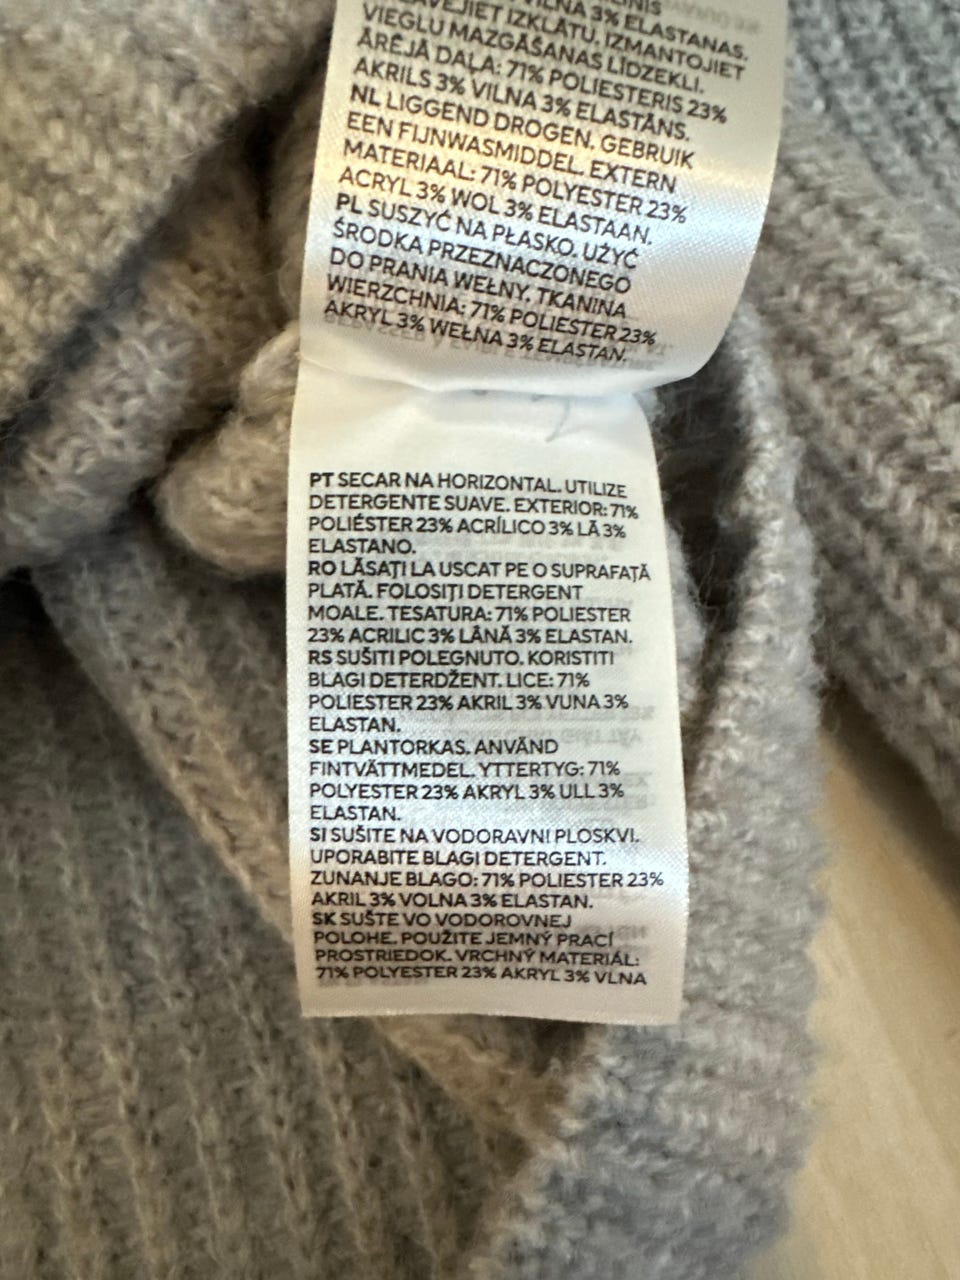 VILNA 3% ELASTANAS.
IZKLĀTU. IZMANTOJIET
VIEGLU MAZGĀŠANAS LĪDZEKLI.
ĀRĒJĀ DAĻA: 71% POLIESTERIS 23%
AKRILS 3% VILNA 3% ELASTĀNS.
NL LIGGEND DROGEN. GEBRUIK
EEN FIJNWASMIDDEL. EXTERN
MATERIAAL: 71% POLYESTER 23%
ACRYL 3% WOL 3% ELASTAAN.
PL SUSZYĆ NA PŁASKO. UŻYĆ
ŚRODKA PRZEZNACZONEGO
DO PRANIA WEŁNY. TKANINA
WIERZCHNIA: 71% POLIESTER 23%
AKRYL 3% WEŁNA 3% ELASTAN.
PT SECAR NA HORIZONTAL. UTILIZE
DETERGENTE SUAVE. EXTERIOR: 71%
POLIÉSTER 23% ACRÍLICO 3% LÃ 3%
ELASTANO.
RO LĂSAȚI LA USCAT PE O SUPRAFAȚĂ
PLATĂ. FOLOSIȚI DETERGENT
MOALE. TESATURA: 71% POLIESTER
23% ACRILIC 3% LÂNĂ 3% ELASTAN.
RS SUŠITI POLEGNUTO. KORISTITI
BLAGI DETERDŽENT. LICE: 71%
POLIESTER 23% AKRIL 3% VUNA 3%
ELASTAN.
SE PLANTORKAS. ANVÄND
FINTVÄTTMEDEL. YTTERTYG: 71%
POLYESTER 23% AKRYL 3% ULL 3%
ELASTAN.
SI SUŠITE NA VODORAVNI PLOSKVI.
UPORABITE BLAGI DETERGENT.
ZUNANJE BLAGO: 71% POLIESTER 23%
AKRIL 3% VOLNA 3% ELASTAN.
SK SUŠTE VO VODOROVNEJ
POLOHE. POUŽITE JEMNÝ PRACÍ
PROSTRIEDOK. VRCHNÝ MATERIÁL:
71% POLYESTER 23% AKRYL 3% VLNA